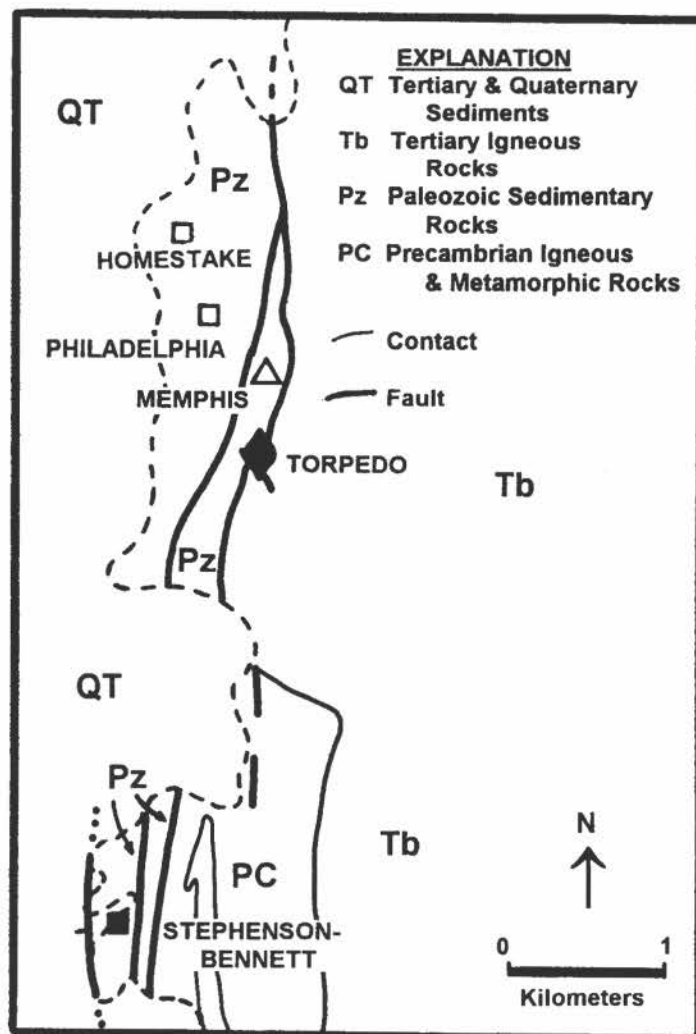 EXPLANATION
QT Tertiary & Quaternary
Sediments
Tb Tertiary Igneous
Rocks
Pz Paleozoic Sedimentary
Rocks
PC Precambrian Igneous
& Metamorphic Rocks
Contact
Fault
QT
Pz
HOMESTAKE
PHILADELPHIA
MEMPHIS
TORPEDO
Tb
Pz
QT
Pz
Tb
PC
STEPHENSON-
BENNETT
N
0 1
Kilometers